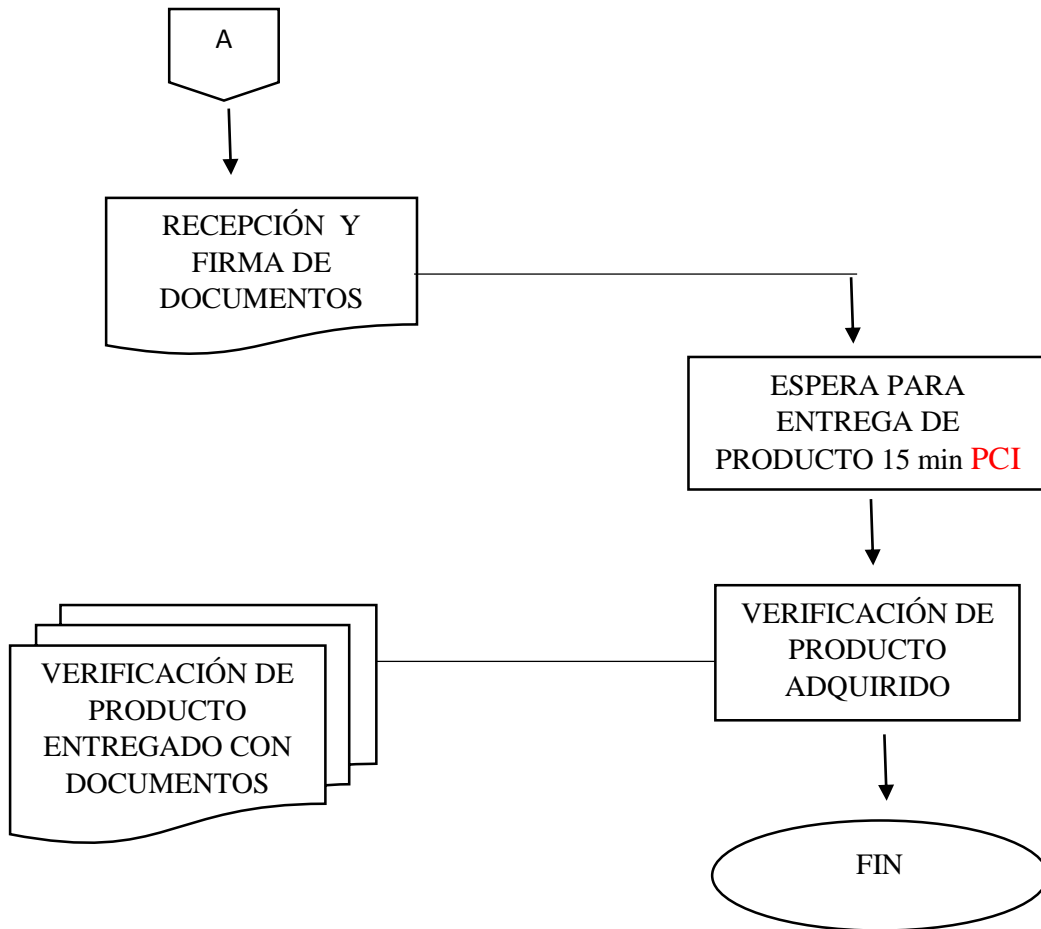 A
RECEPCIÓN Y
FIRMA DE
DOCUMENTOS
ESPERA PARA
ENTREGA DE
PRODUCTO 15 min PCI
VERIFICACIÓN DE
PRODUCTO
ADQUIRIDO
VERIFICACIÓN DE
PRODUCTO
ENTREGADO CON
DOCUMENTOS
FIN